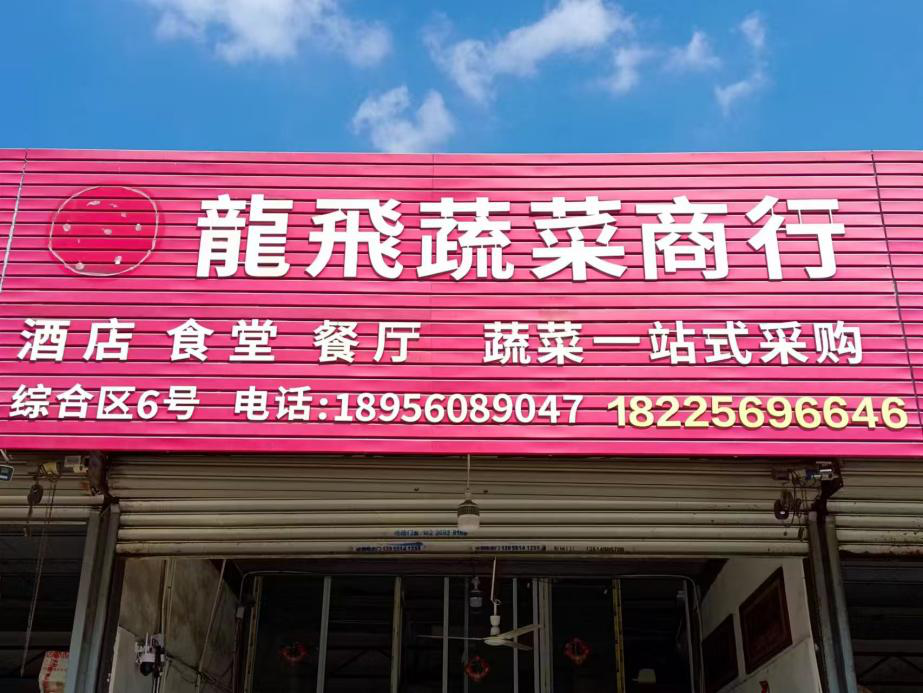 龍飛蔬菜商行
酒店 食堂 餐厅 蔬菜一站式采购
综合区6号 电话:18956089047 18225696646